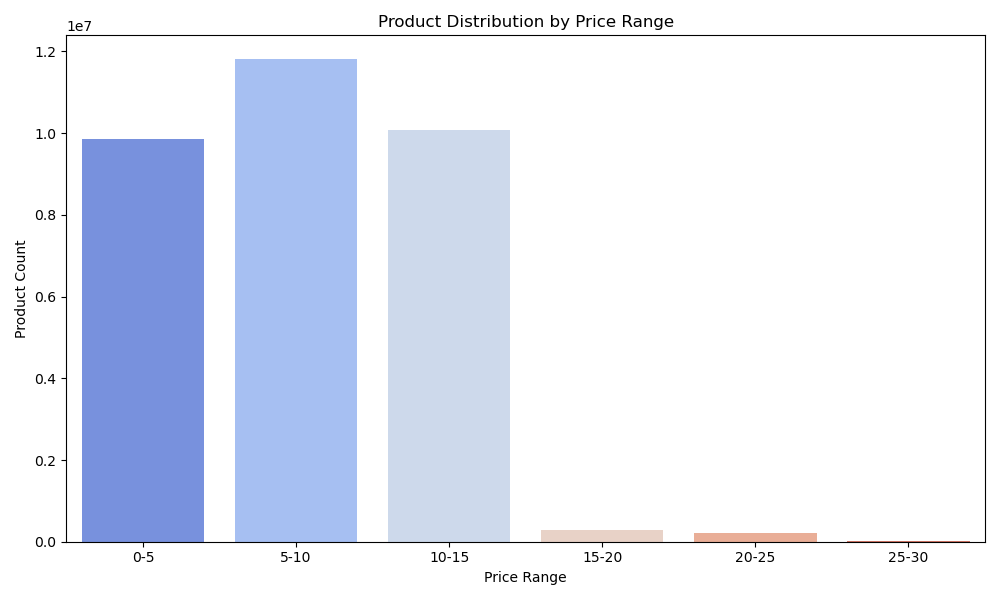 Product Distribution by Price Range
1e7
1.2
1.0
0.8
0.6
0.4
0.2
0.0
Product Count
0-5 5-10 10-15 15-20 20-25 25-30
Price Range